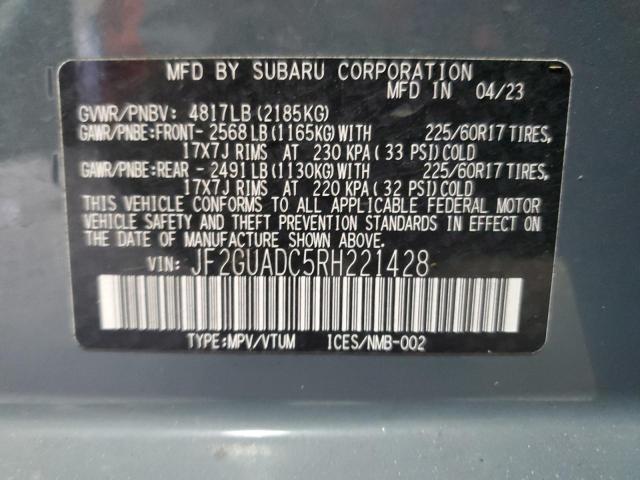 MFD BY SUBARU CORPORATION
MFD IN 04/23
GVWR/PNBV: 4817LB (2185KG)
GAWR/PNBE:FRONT- 2568 LB (1165KG) WITH 225/60R17 TIRES,
17X7J RIMS AT 230 KPA ( 33 PSI) COLD
GAWR/PNBE:REAR - 2491 LB (1130KG) WITH 225/60R17 TIRES,
17X7J RIMS AT 220 KPA ( 32 PSI) COLD
THIS VEHICLE CONFORMS TO ALL APPLICABLE FEDERAL MOTOR
VEHICLE SAFETY AND THEFT PREVENTION STANDARDS IN EFFECT ON
THE DATE OF MANUFACTURE SHOWN ABOVE.
VIN: JF2GUADC5RH221428
TYPE:MPV/VTUM ICES/NMB-002